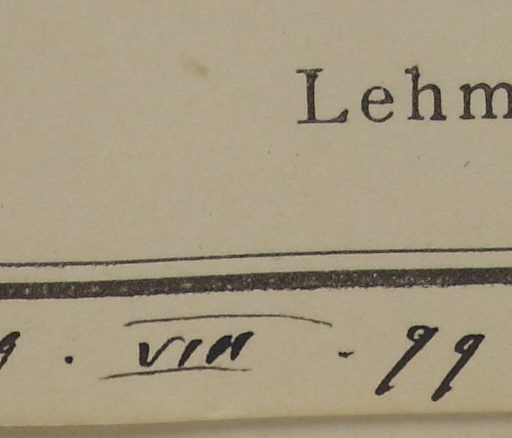 Lehm
. VIII - 99